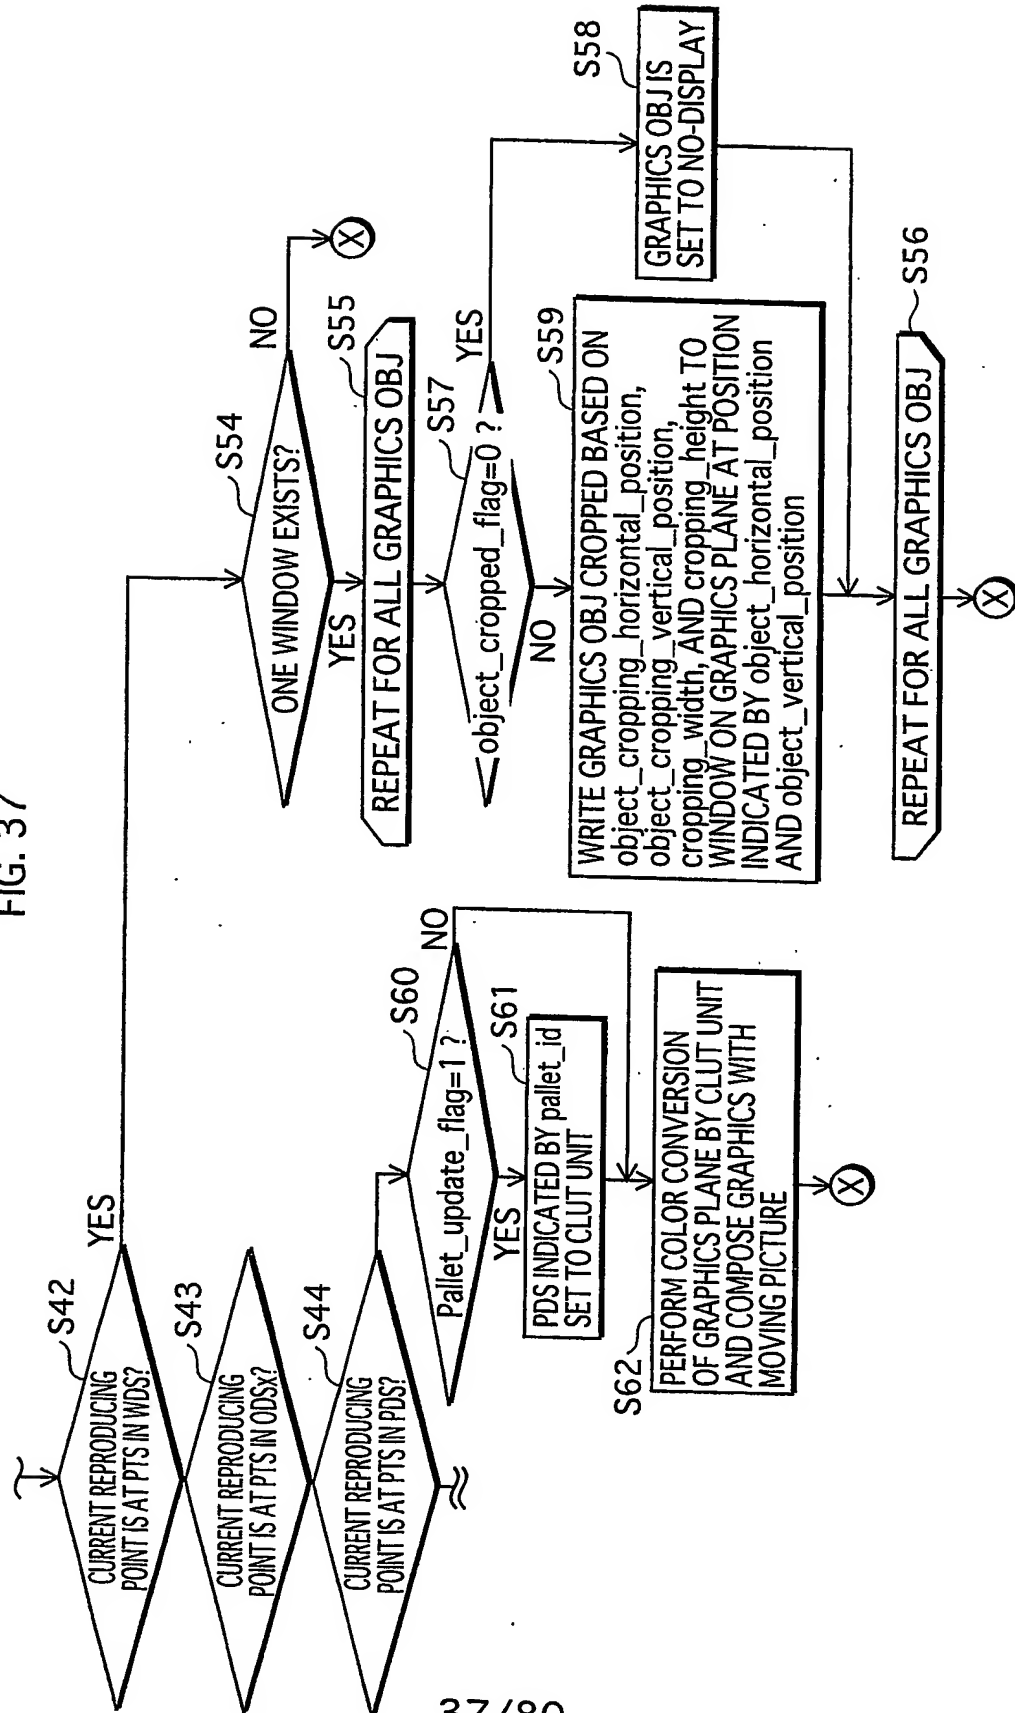 FIG. 37
S42
CURRENT REPRODUCING
POINT IS AT PTS IN WDS?
YES
S43
CURRENT REPRODUCING
POINT IS AT PTS IN ODSx?
S44
CURRENT REPRODUCING
POINT IS AT PTS IN PDS?
S60
Pallet_update_flag=1 ?
NO
YES
S61
PDS INDICATED BY pallet_id
SET TO CLUT UNIT
S62
PERFORM COLOR CONVERSION
OF GRAPHICS PLANE BY CLUT UNIT
AND COMPOSE GRAPHICS WITH
MOVING PICTURE
X
S54
ONE WINDOW EXISTS?
NO
X
YES
S55
REPEAT FOR ALL GRAPHICS OBJ
S57
object_cropped_flag=0 ?
YES
NO
S58
GRAPHICS OBJ IS
SET TO NO-DISPLAY
S59
WRITE GRAPHICS OBJ CROPPED BASED ON
object_cropping_horizontal_position,
object_cropping_vertical_position,
cropping_width, AND cropping_height TO
WINDOW ON GRAPHICS PLANE AT POSITION
INDICATED BY object_horizontal_position
AND object_vertical_position
S56
REPEAT FOR ALL GRAPHICS OBJ
X
37/80